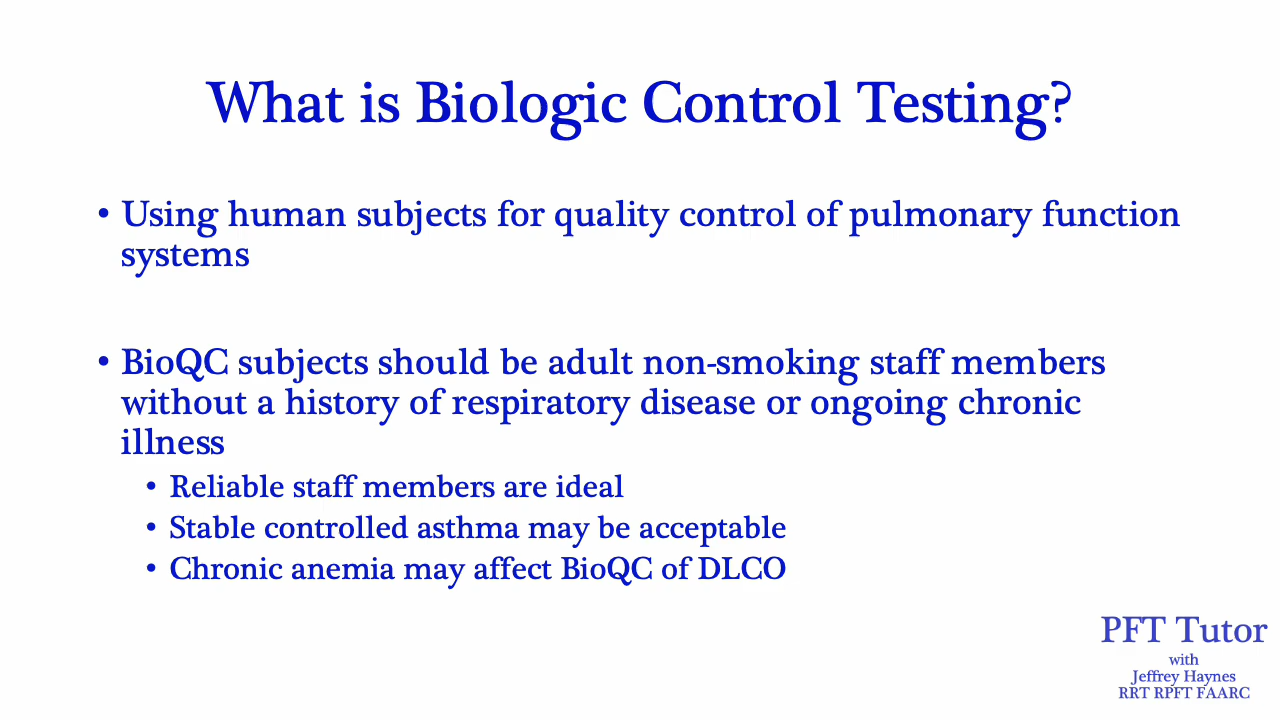 What is Biologic Control Testing?
• Using human subjects for quality control of pulmonary function
systems
• BioQC subjects should be adult non-smoking staff members
without a history of respiratory disease or ongoing chronic
illness
• Reliable staff members are ideal
• Stable controlled asthma may be acceptable
• Chronic anemia may affect BioQC of DLCO
PFT Tutor
with
Jeffrey Haynes
RRT RPFT FAARC